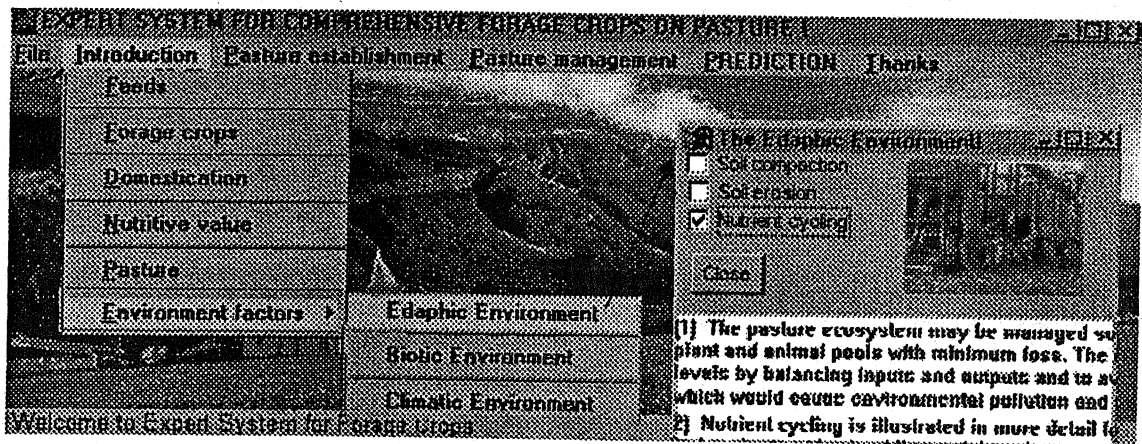 EXPERT SYSTEM FOR COMPREHENSIVE FORAGE CROPS ON PASTURE (
File Introduction Pasture establishment Pasture management PREDICTION Thanks
Feeds
Forage crops
Domestication
Nutritive value
Pasture
Environment factors
Edaphic Environment
Biotic Environment
Climatic Environment
The Edaphic Environment!
Soil compaction
Soil erosion
Nutrient cycling
Close
[1] The pasture ecosystem may be managed su
plant and animal pools with minimum loss. The
levels by balancing inputs and outputs and to av
which would cause environmental pollution and
2] Nutrient cycling is illustrated in more detail
Welcome to Expert System for Forage Crops